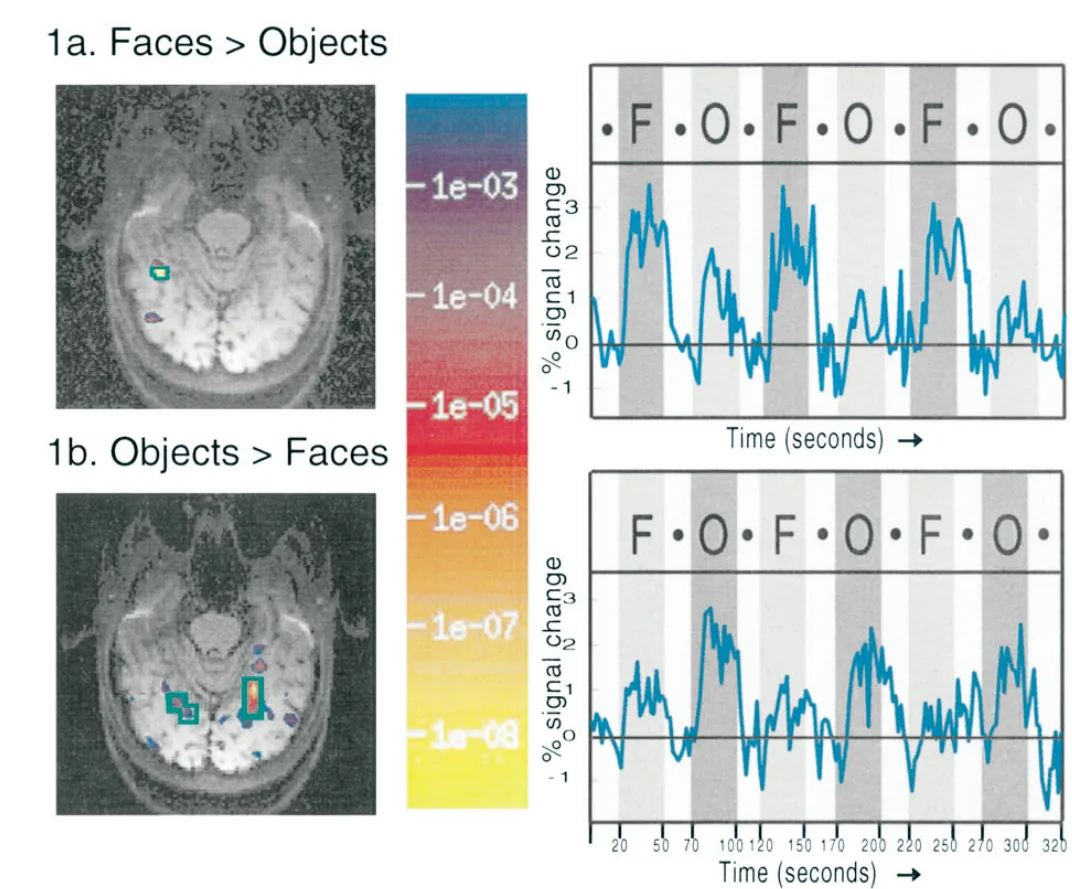 1a. Faces > Objects
1e-03
1e-04
1e-05
1e-06
1e-07
1e-08
• F • O • F • O • F • O •
% signal change
3
2
1
0
- 1
Time (seconds) →
1b. Objects > Faces
F • O • F • O • F • O •
% signal change
3
2
1
0
- 1
20 50 70 100 120 150 170 200 220 250 270 300 320
Time (seconds) →